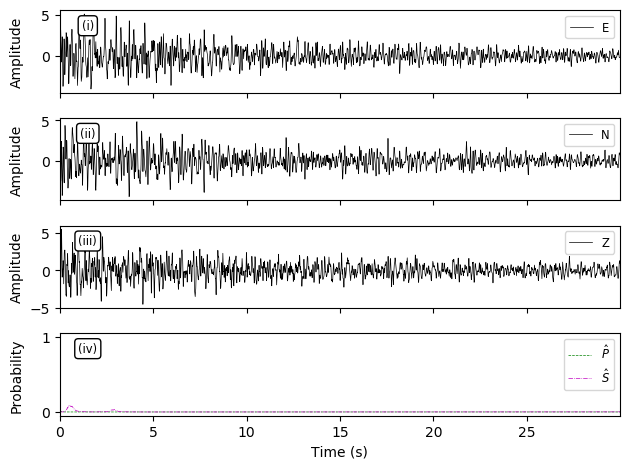 Amplitude
5
0
(i)
E
Amplitude
5
0
(ii)
N
Amplitude
5
0
−5
(iii)
Z
Probability
1
0
(iv)
P̂
Ŝ
0 5 10 15 20 25
Time (s)